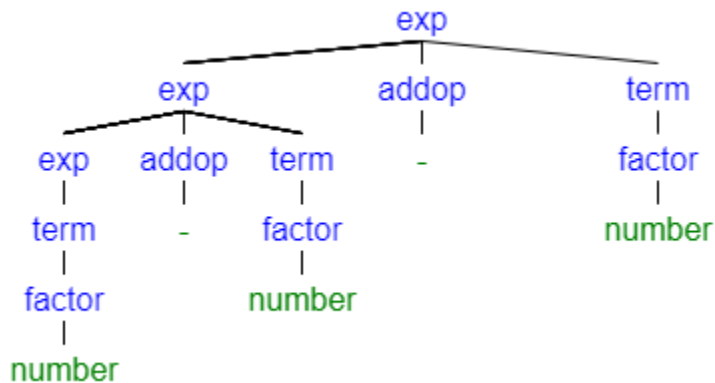 exp
exp addop term
exp addop term - factor
term - factor number
factor number
number